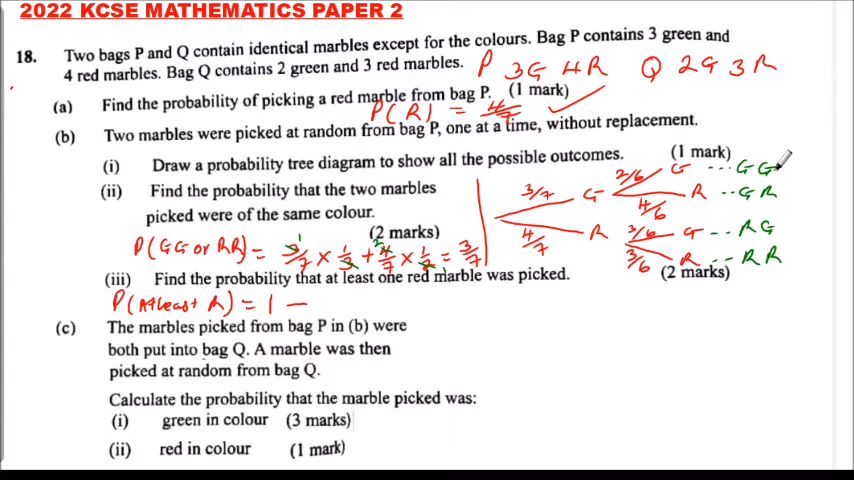 2022 KCSE MATHEMATICS PAPER 2
18. Two bags P and Q contain identical marbles except for the colours. Bag P contains 3 green and
4 red marbles. Bag Q contains 2 green and 3 red marbles. P 3G 4R Q 2G 3R
(a) Find the probability of picking a red marble from bag P. (1 mark)
P(R) = 4/7
(b) Two marbles were picked at random from bag P, one at a time, without replacement.
(i) Draw a probability tree diagram to show all the possible outcomes. (1 mark)
3/7 G 2/6 G ... GG
4/6 R .. GR
4/7 R 3/6 G -.. RG
3/6 R -.. RR
(ii) Find the probability that the two marbles
picked were of the same colour. (2 marks)
P(GG or RR) = 3/7 × 1/3 + 4/7 × 1/2 = 3/7
(iii) Find the probability that at least one red marble was picked. (2 marks)
P(Atleast R) = 1 −
(c) The marbles picked from bag P in (b) were
both put into bag Q. A marble was then
picked at random from bag Q.
Calculate the probability that the marble picked was:
(i) green in colour (3 marks)
(ii) red in colour (1 mark)